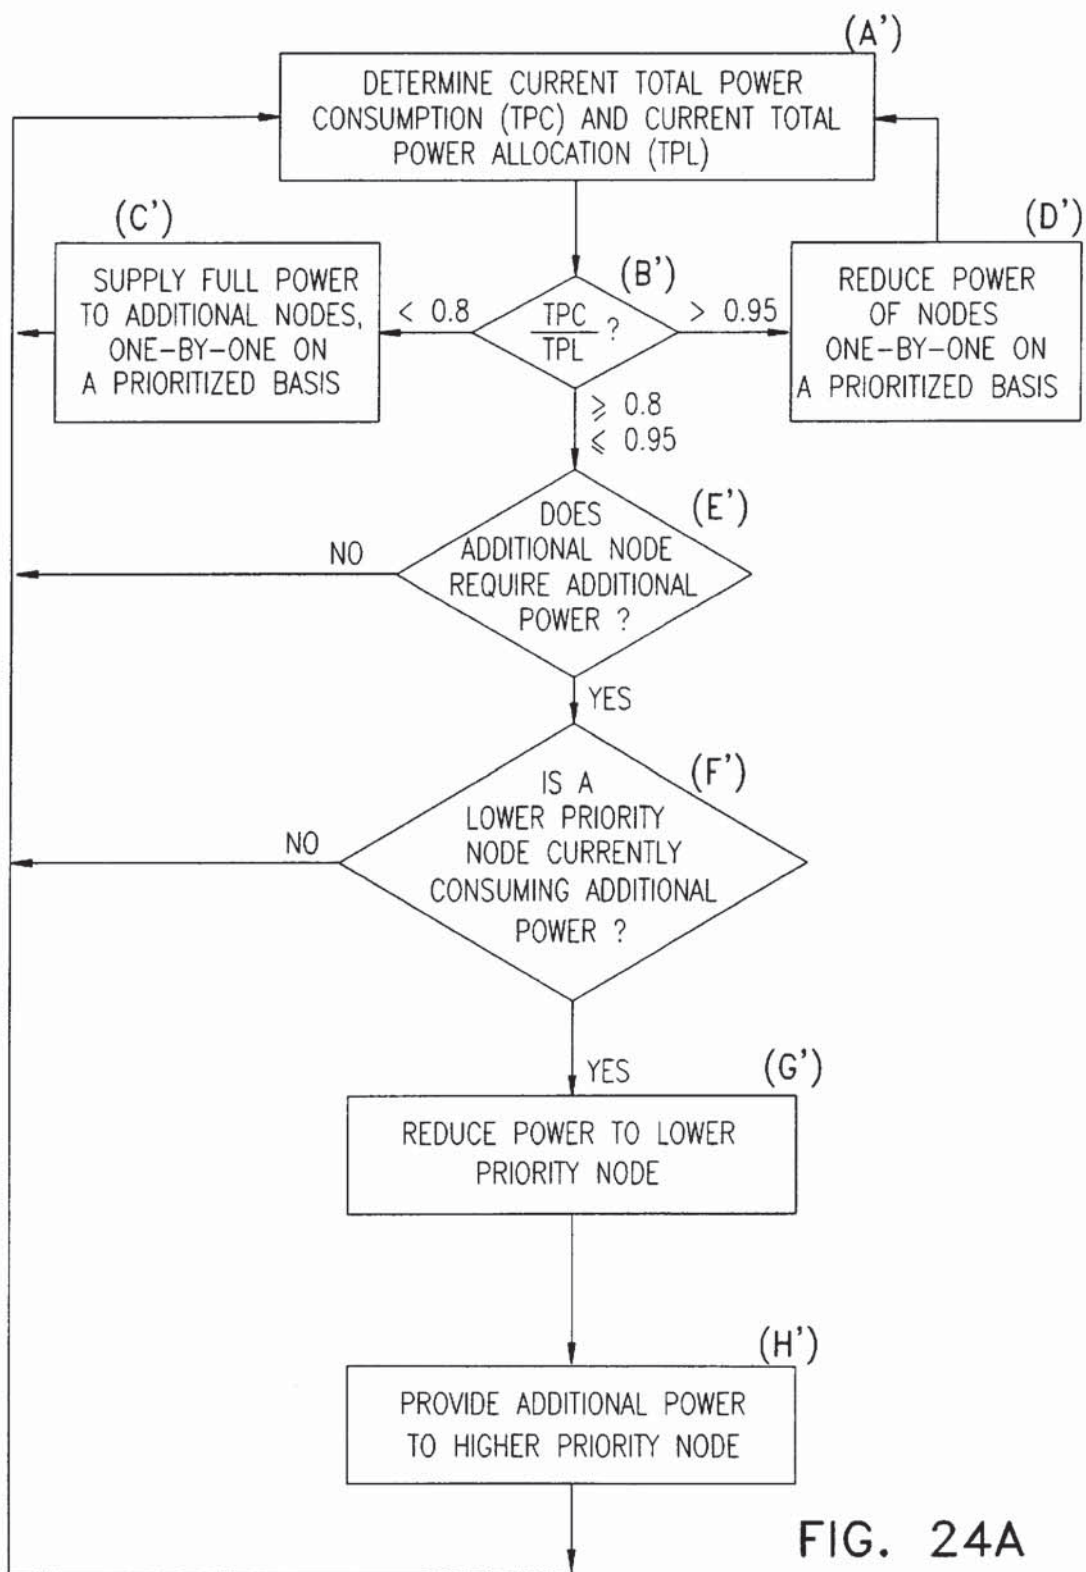 (A')
DETERMINE CURRENT TOTAL POWER
CONSUMPTION (TPC) AND CURRENT TOTAL
POWER ALLOCATION (TPL)
(C')
SUPPLY FULL POWER
TO ADDITIONAL NODES,
ONE-BY-ONE ON
A PRIORITIZED BASIS
< 0.8
(B')
TPC
TPL
?
> 0.95
(D')
REDUCE POWER
OF NODES
ONE-BY-ONE ON
A PRIORITIZED BASIS
⩾ 0.8
⩽ 0.95
(E')
DOES
ADDITIONAL NODE
REQUIRE ADDITIONAL
POWER ?
NO
YES
(F')
IS A
LOWER PRIORITY
NODE CURRENTLY
CONSUMING ADDITIONAL
POWER ?
NO
YES
(G')
REDUCE POWER TO LOWER
PRIORITY NODE
(H')
PROVIDE ADDITIONAL POWER
TO HIGHER PRIORITY NODE
FIG. 24A